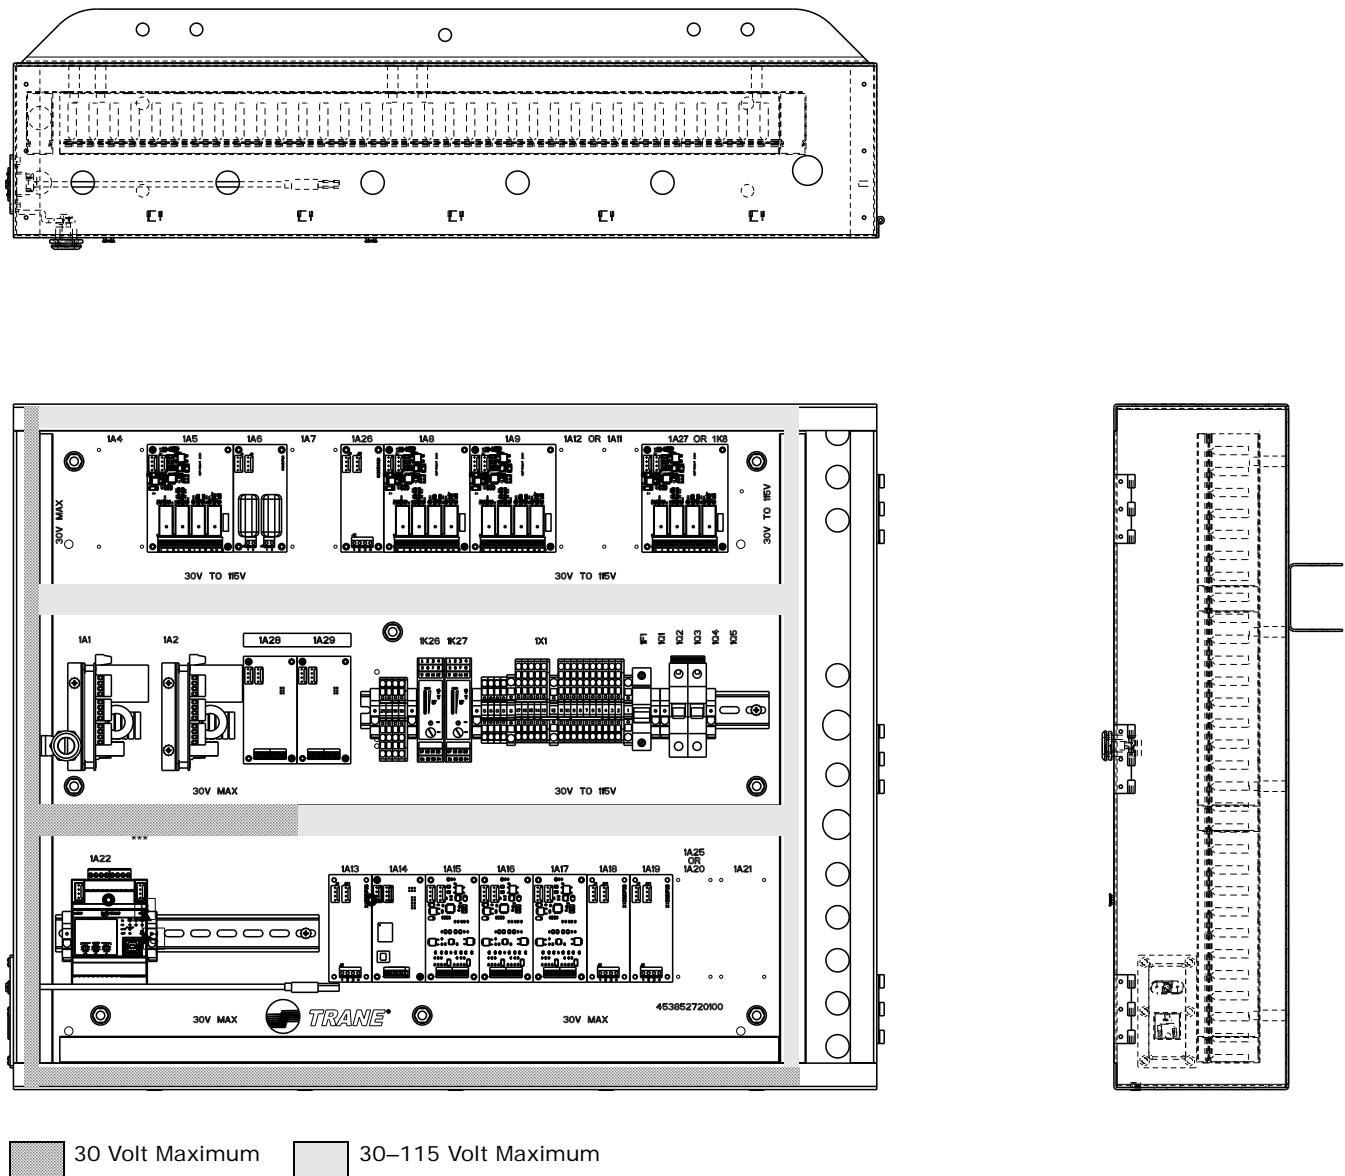 1A4 1A5 1A6 1A7 1A26 1A8 1A9 1A12 OR 1A11 1A27 OR 1K8
30V MAX
30V TO 115V
30V TO 115V 30V TO 115V
1A1 1A2 1A28 1A29 1K26 1K27 1X1 1F1 1Q1 1Q2 1Q3 1Q4 1Q5
30V MAX 30V TO 115V
***
1A22 1A13 1A14 1A15 1A16 1A17 1A18 1A19 1A25
OR
1A20 1A21
453852720100
30V MAX TRANE® 30V MAX
30 Volt Maximum 30–115 Volt Maximum